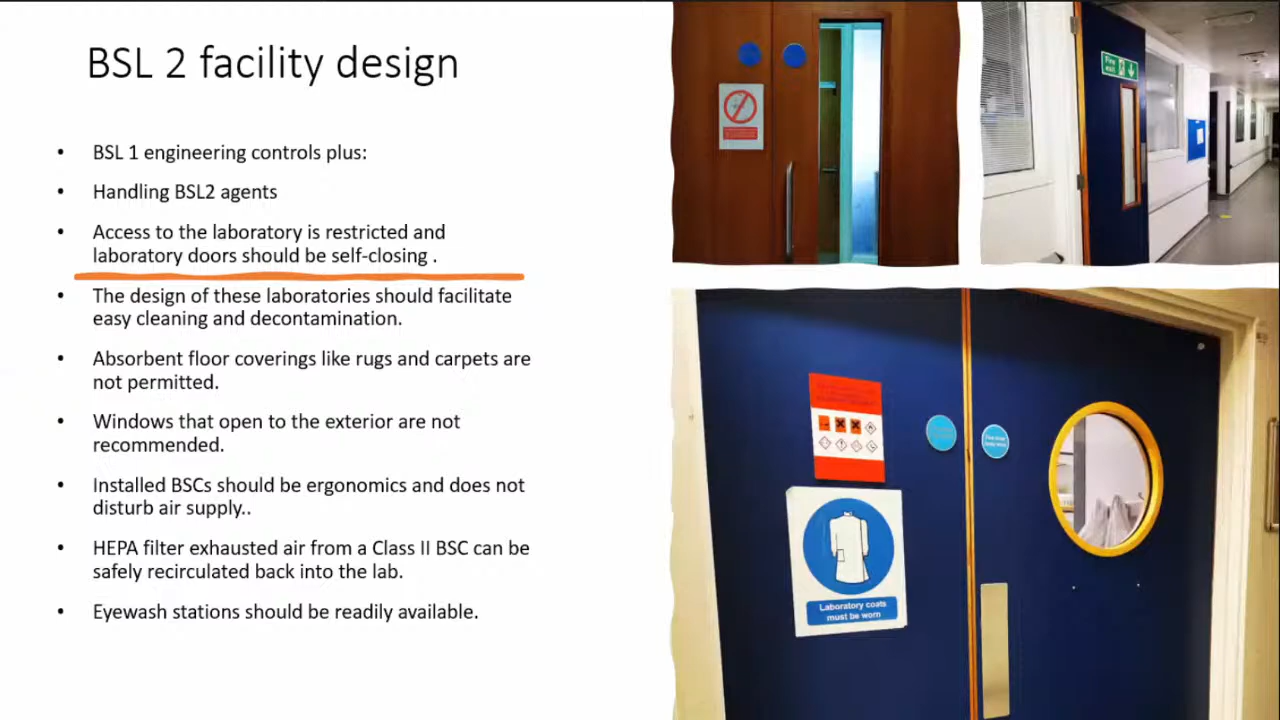 BSL 2 facility design
• BSL 1 engineering controls plus:
• Handling BSL2 agents
• Access to the laboratory is restricted and
laboratory doors should be self-closing .
• The design of these laboratories should facilitate
easy cleaning and decontamination.
• Absorbent floor coverings like rugs and carpets are
not permitted.
• Windows that open to the exterior are not
recommended.
• Installed BSCs should be ergonomics and does not
disturb air supply..
• HEPA filter exhausted air from a Class II BSC can be
safely recirculated back into the lab.
• Eyewash stations should be readily available.
Fire
exit
Laboratory coats
must be worn